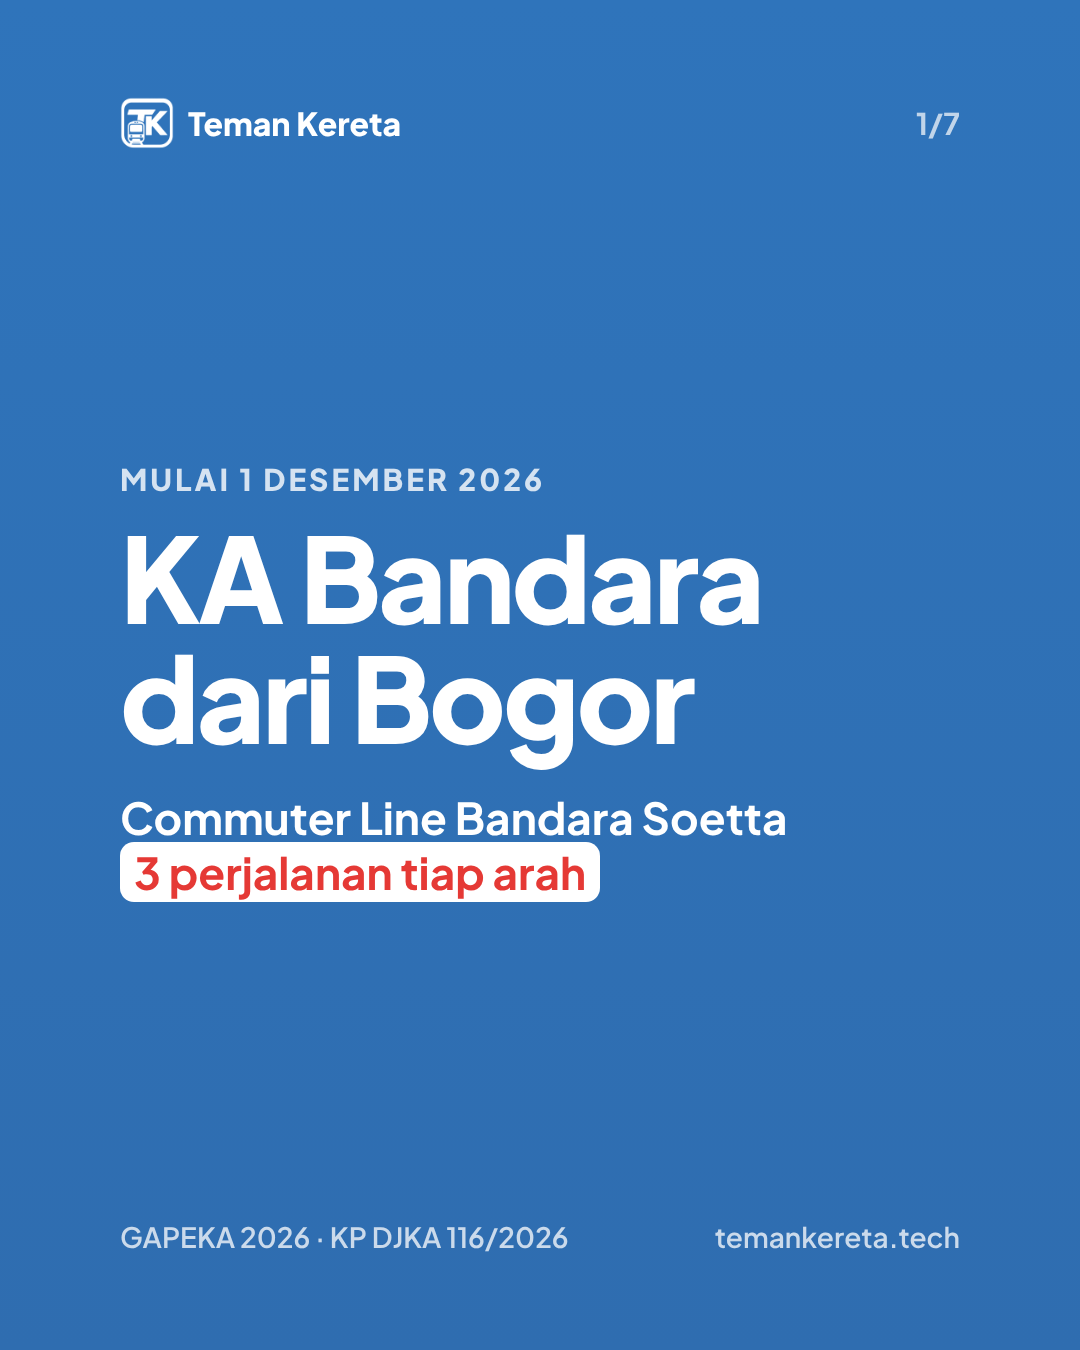 TK Teman Kereta
1/7
MULAI 1 DESEMBER 2026
KA Bandara
dari Bogor
Commuter Line Bandara Soetta
3 perjalanan tiap arah
GAPEKA 2026 · KP DJKA 116/2026
temankereta.tech